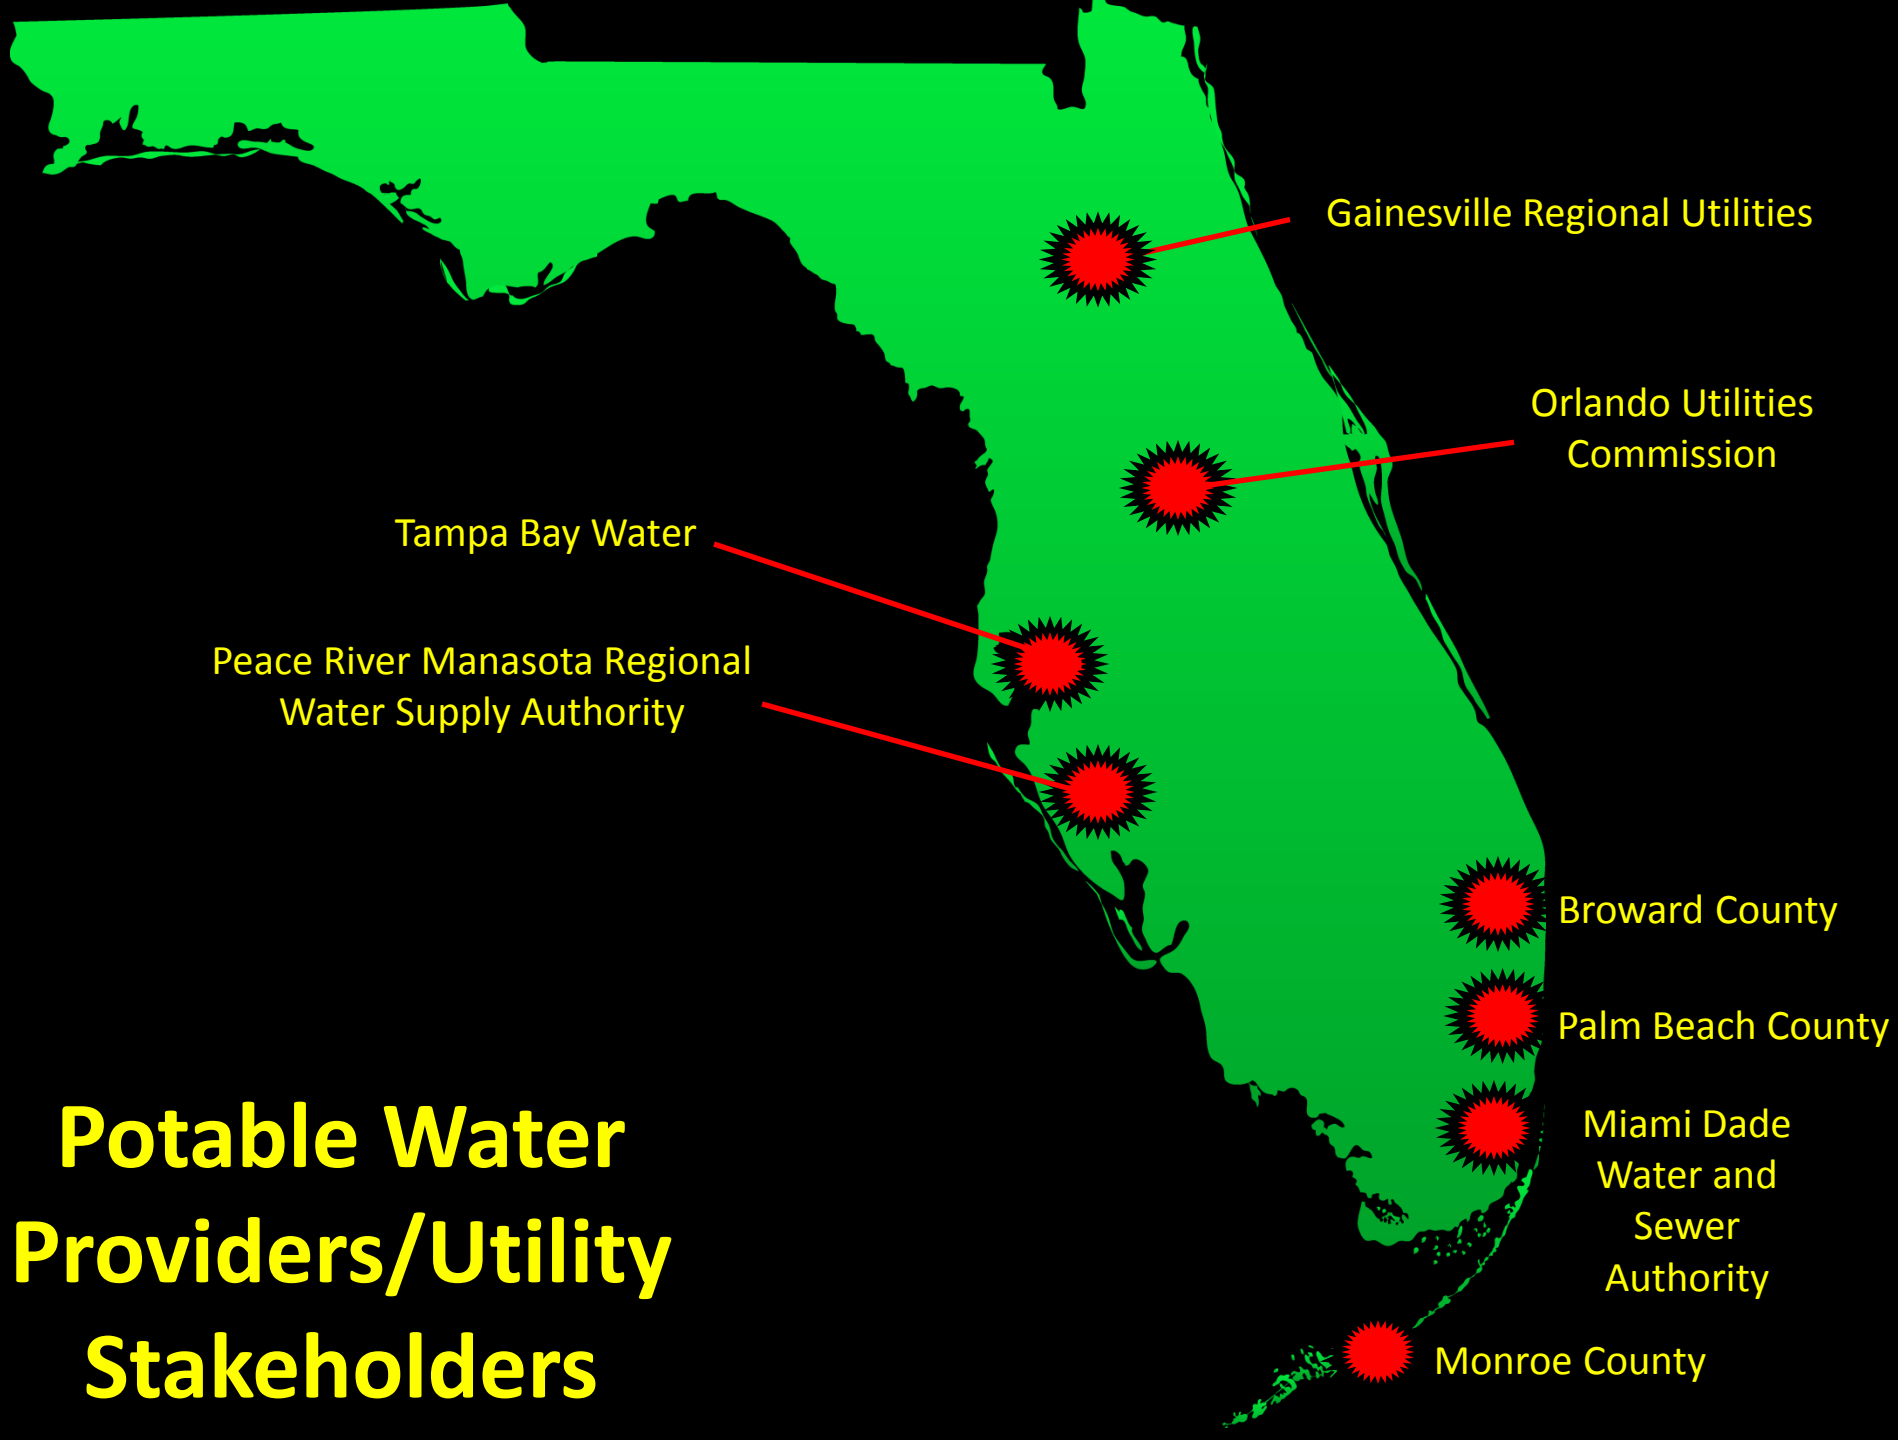 Gainesville Regional Utilities
Orlando Utilities
Commission
Tampa Bay Water
Peace River Manasota Regional
Water Supply Authority
Broward County
Palm Beach County
Miami Dade
Water and
Sewer
Authority
Monroe County
Potable Water
Providers/Utility
Stakeholders